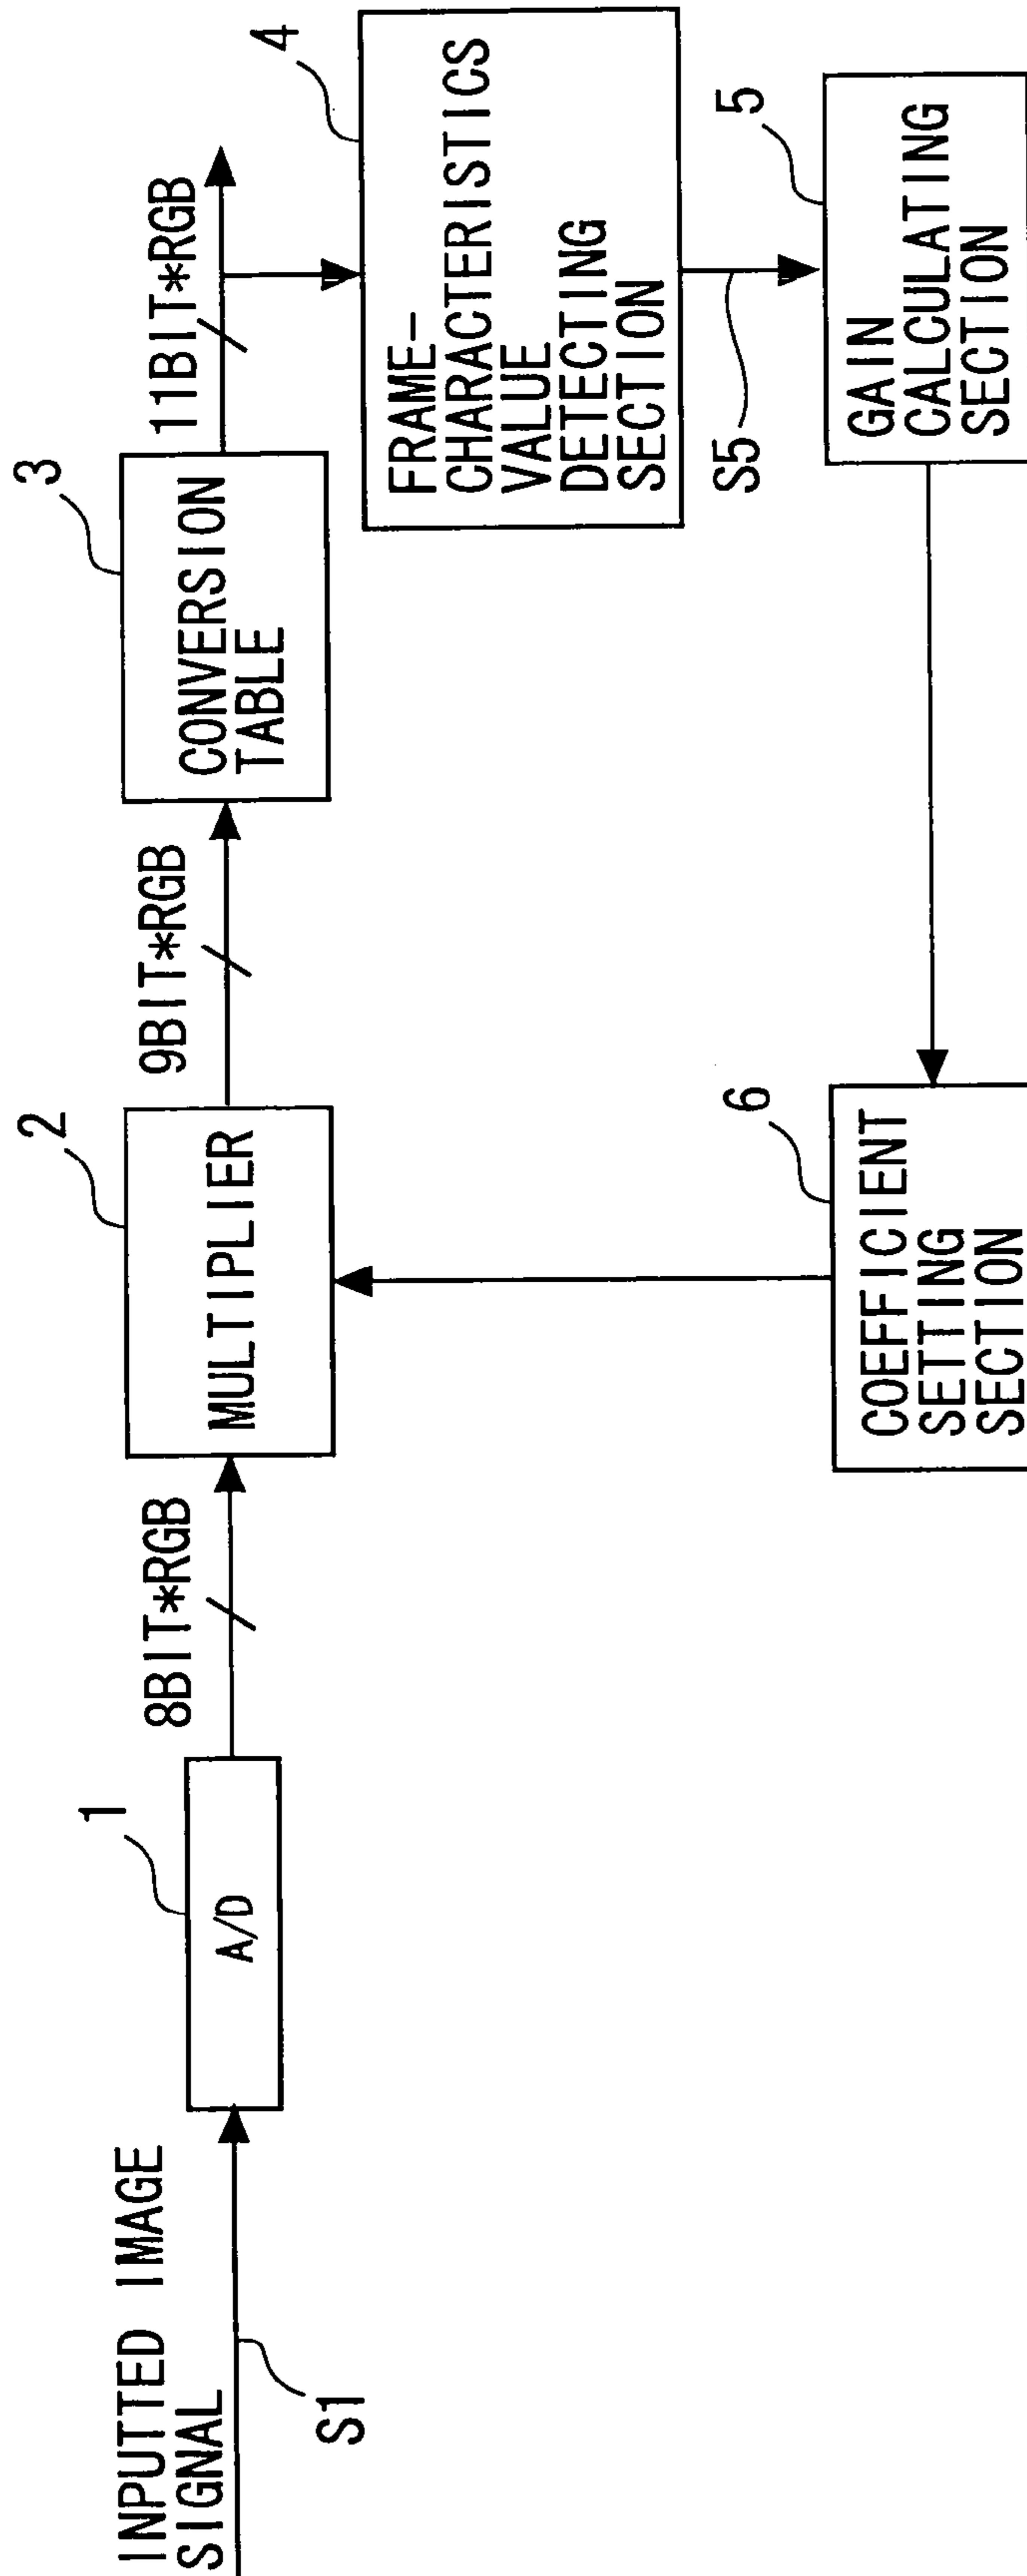 INPUTTED IMAGE
SIGNAL
S1
1
A/D
8BIT*RGB
2
MULTIPLIER
9BIT*RGB
3
CONVERSION
TABLE
11BIT*RGB
4
FRAME-
CHARACTERISTICS
VALUE
DETECTING
SECTION
S5
5
GAIN
CALCULATING
SECTION
6
COEFFICIENT
SETTING
SECTION